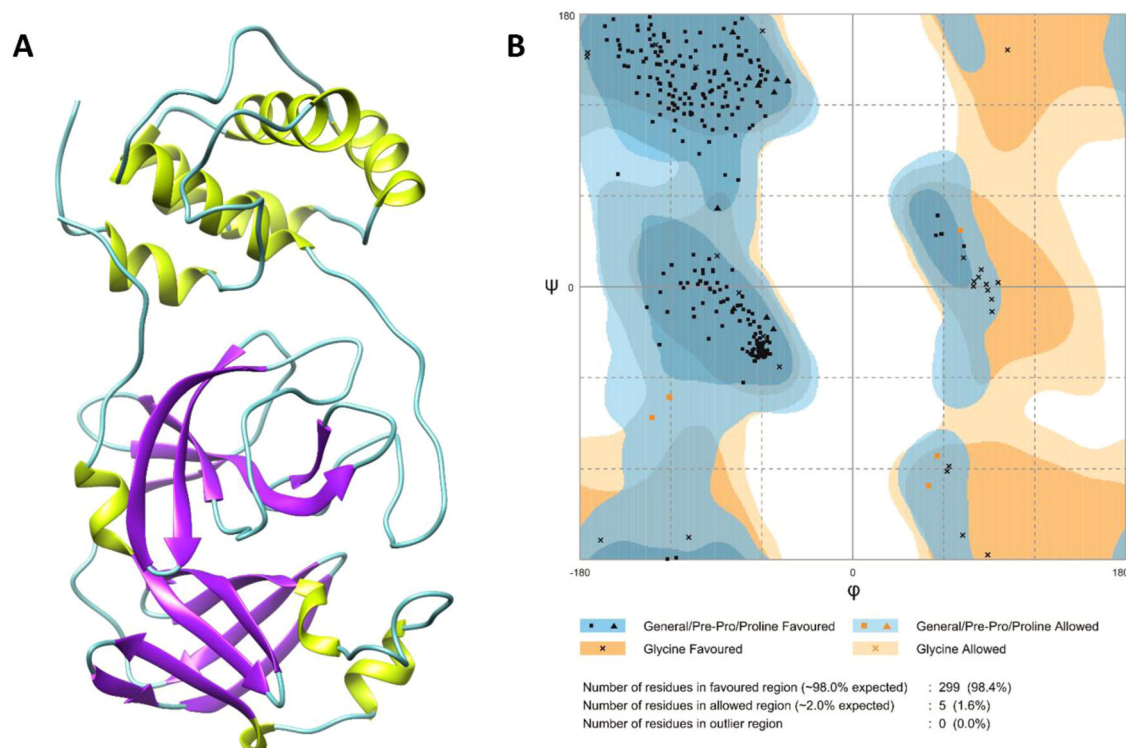 A
B
180
Ψ
0
-180
0
180
φ
General/Pre-Pro/Proline Favoured
General/Pre-Pro/Proline Allowed
Glycine Favoured
Glycine Allowed
Number of residues in favoured region (~98.0% expected) : 299 (98.4%)
Number of residues in allowed region (~2.0% expected) : 5 (1.6%)
Number of residues in outlier region : 0 (0.0%)